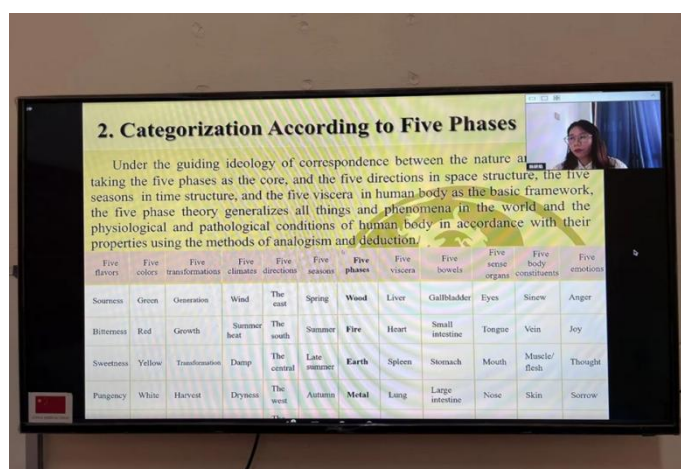 2. Categorization According to Five Phases
Under the guiding ideology of correspondence between the nature
taking the five phases as the core, and the five directions in space structure, the five
seasons in time structure, and the five viscera in human body as the basic framework,
the five phase theory generalizes all things and phenomena in the world and the
physiological and pathological conditions of human body in accordance with their
properties using the methods of analogism and deduction.
Five flavors Five colors Five transformations Five climates Five directions Five seasons Five phases Five viscera Five bowels Five sense organs Five body constituents Five emotions
Sourness Green Generation Wind The east Spring Wood Liver Gallbladder Eyes Sinew Anger
Bitterness Red Growth Summer heat The south Summer Fire Heart Small intestine Tongue Vein Joy
Sweetness Yellow Transformation Damp The central Late summer Earth Spleen Stomach Mouth Muscle/ flesh Thought
Pungency White Harvest Dryness The west Autumn Metal Lung Large intestine Nose Skin Sorrow